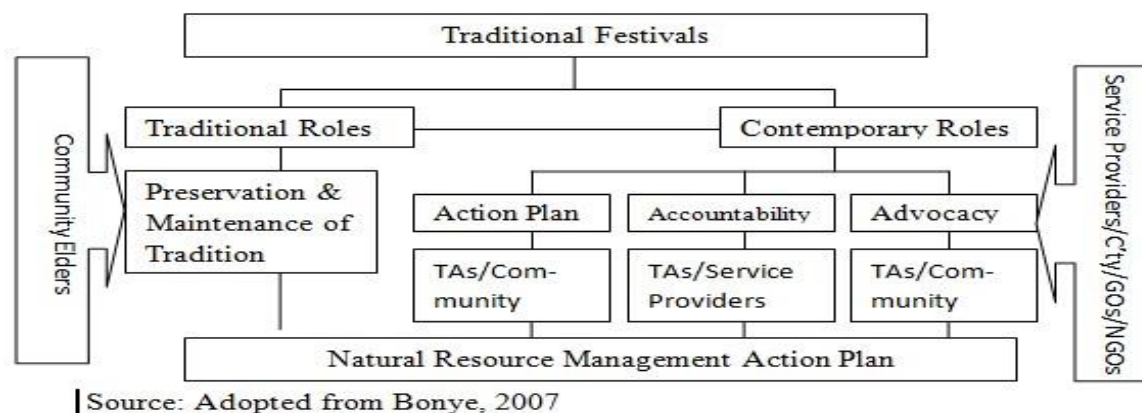 Traditional Festivals
Community Elders
Service Providers/C'ty/GOs/NGOs
Traditional Roles
Contemporary Roles
Preservation &
Maintenance of
Tradition
Action Plan
Accountability
Advocacy
TAs/Com-
munity
TAs/Service
Providers
TAs/Com-
munity
Natural Resource Management Action Plan
Source: Adopted from Bonye, 2007